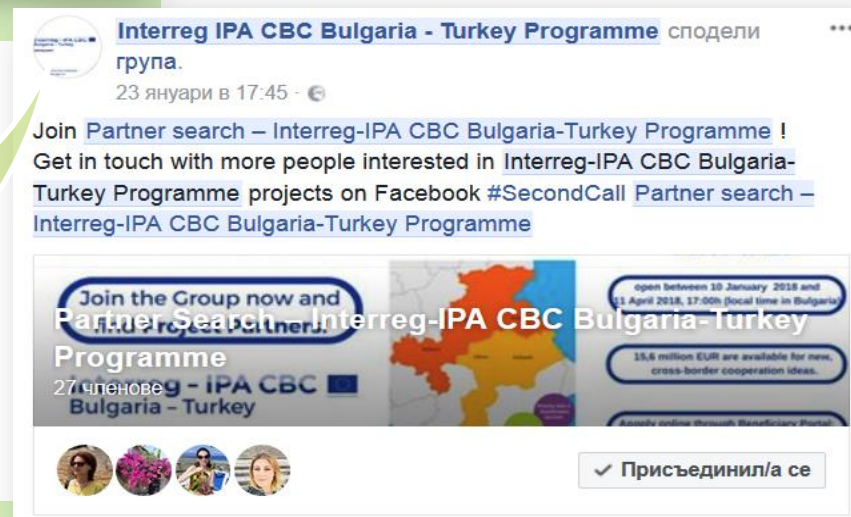 Interreg IPA CBC Bulgaria - Turkey Programme сподели
група.
23 януари в 17:45 ·
Join Partner search – Interreg-IPA CBC Bulgaria-Turkey Programme !
Get in touch with more people interested in Interreg-IPA CBC Bulgaria-
Turkey Programme projects on Facebook #SecondCall Partner search –
Interreg-IPA CBC Bulgaria-Turkey Programme
Join the Group now and
find Project Partners!
Interreg - IPA CBC
Bulgaria - Turkey
Partner Search – Interreg-IPA CBC Bulgaria-Turkey
Programme
27 членове
open between 10 January 2018 and
11 April 2018, 17:00h (local time in Bulgaria)
15,6 million EUR are available for new,
cross-border cooperation ideas.
Apply online through Beneficiary Portal:
Присъединил/а се